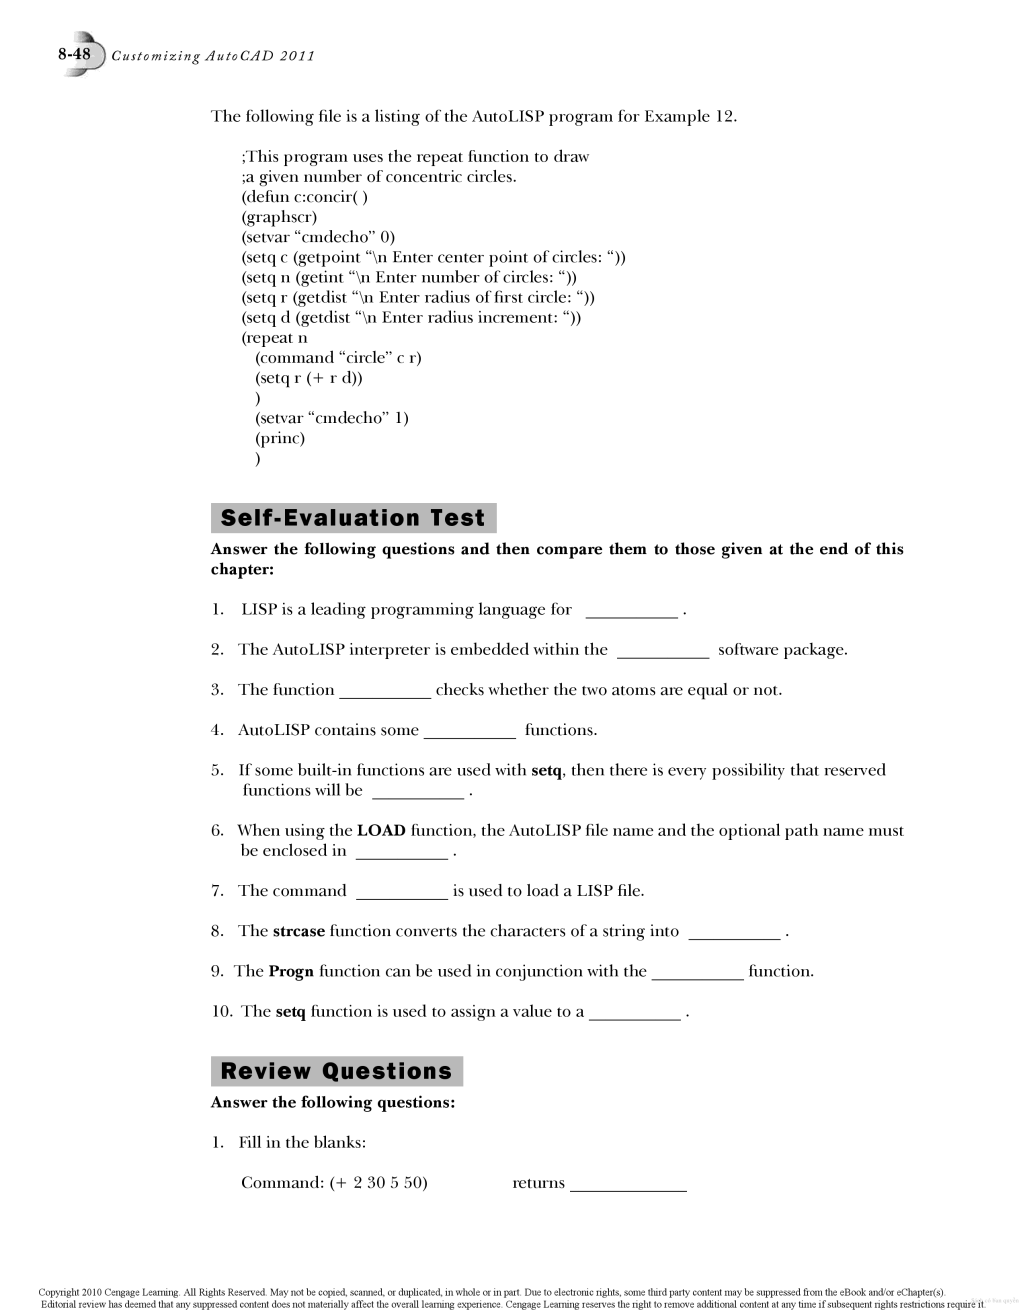 8-48 Customizing AutoCAD 2011
The following file is a listing of the AutoLISP program for Example 12.
;This program uses the repeat function to draw
;a given number of concentric circles.
(defun c:concir( )
(graphscr)
(setvar “cmdecho” 0)
(setq c (getpoint “\n Enter center point of circles: “))
(setq n (getint “\n Enter number of circles: “))
(setq r (getdist “\n Enter radius of first circle: “))
(setq d (getdist “\n Enter radius increment: “))
(repeat n
(command “circle” c r)
(setq r (+ r d))
)
(setvar “cmdecho” 1)
(princ)
)
Self-Evaluation Test
Answer the following questions and then compare them to those given at the end of this
chapter:
1. LISP is a leading programming language for __________ .
2. The AutoLISP interpreter is embedded within the __________ software package.
3. The function __________ checks whether the two atoms are equal or not.
4. AutoLISP contains some __________ functions.
5. If some built-in functions are used with setq, then there is every possibility that reserved
functions will be __________ .
6. When using the LOAD function, the AutoLISP file name and the optional path name must
be enclosed in __________ .
7. The command __________ is used to load a LISP file.
8. The strcase function converts the characters of a string into __________ .
9. The Progn function can be used in conjunction with the __________ function.
10. The setq function is used to assign a value to a __________ .
Review Questions
Answer the following questions:
1. Fill in the blanks:
Command: (+ 2 30 5 50) returns ____________
Copyright 2010 Cengage Learning. All Rights Reserved. May not be copied, scanned, or duplicated, in whole or in part. Due to electronic rights, some third party content may be suppressed from the eBook and/or eChapter(s).
Editorial review has deemed that any suppressed content does not materially affect the overall learning experience. Cengage Learning reserves the right to remove additional content at any time if subsequent rights restrictions require it.